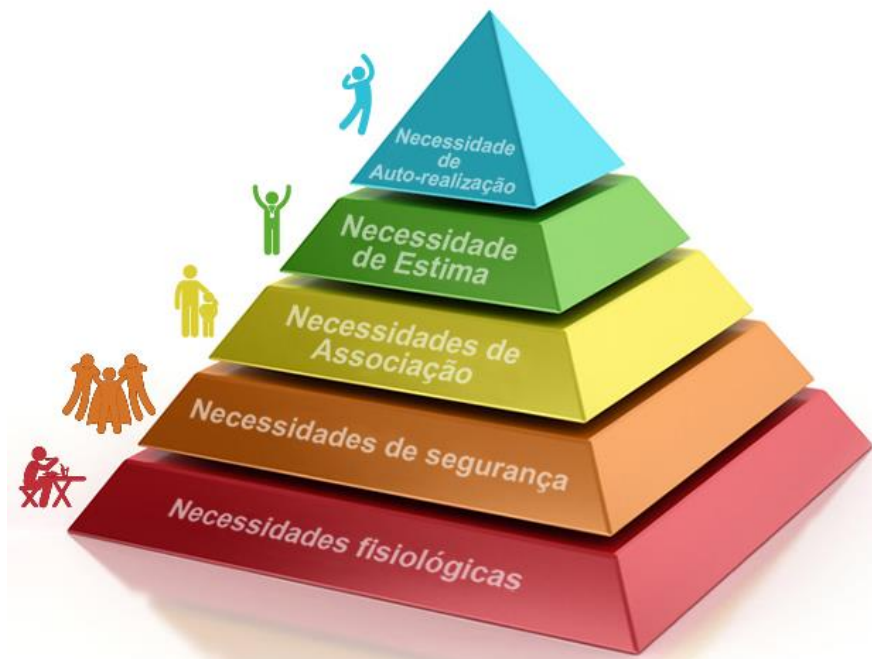 Necessidade
de
Auto-realização
Necessidade
de Estima
Necessidades de
Associação
Necessidades de segurança
Necessidades fisiológicas